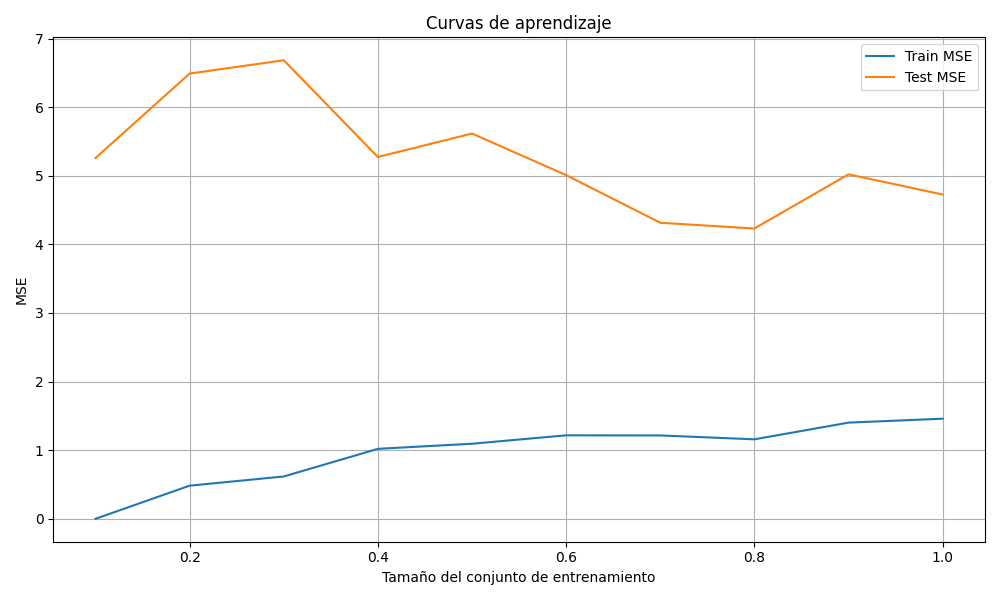 Curvas de aprendizaje
Train MSE
Test MSE
MSE
7
6
5
4
3
2
1
0
0.2
0.4
0.6
0.8
1.0
Tamaño del conjunto de entrenamiento